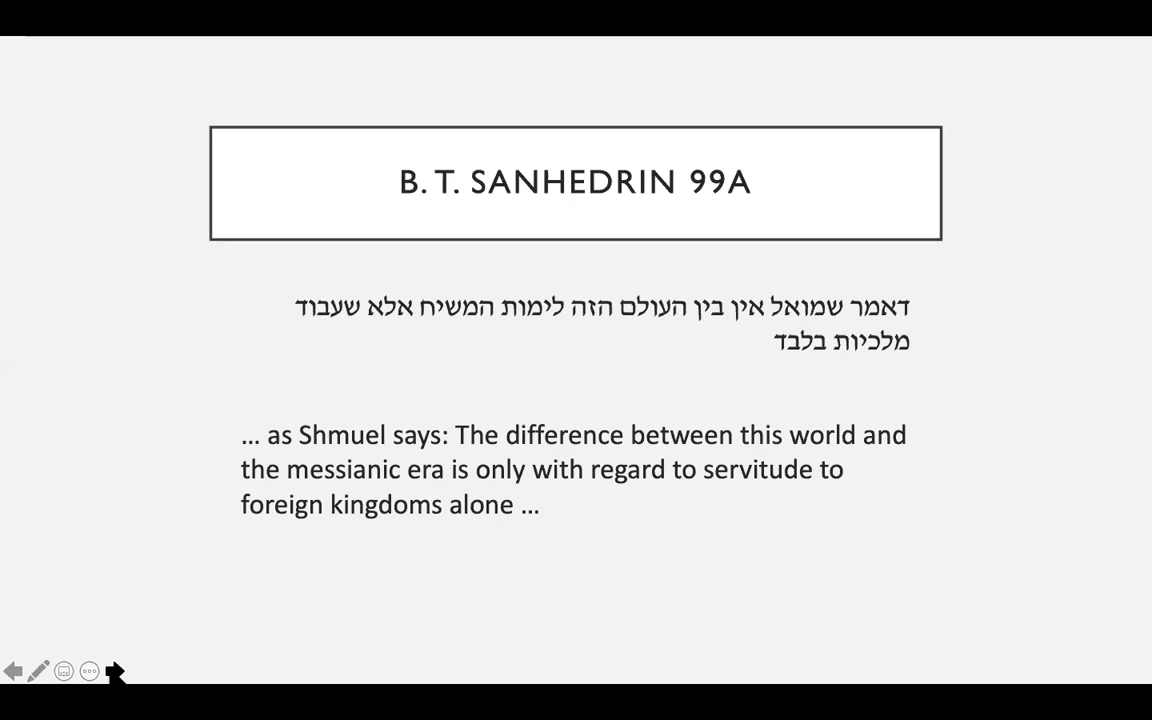 B. T. SANHEDRIN 99A
דאמר שמואל אין בין העולם הזה לימות המשיח אלא שעבוד
מלכיות בלבד
... as Shmuel says: The difference between this world and
the messianic era is only with regard to servitude to
foreign kingdoms alone ...